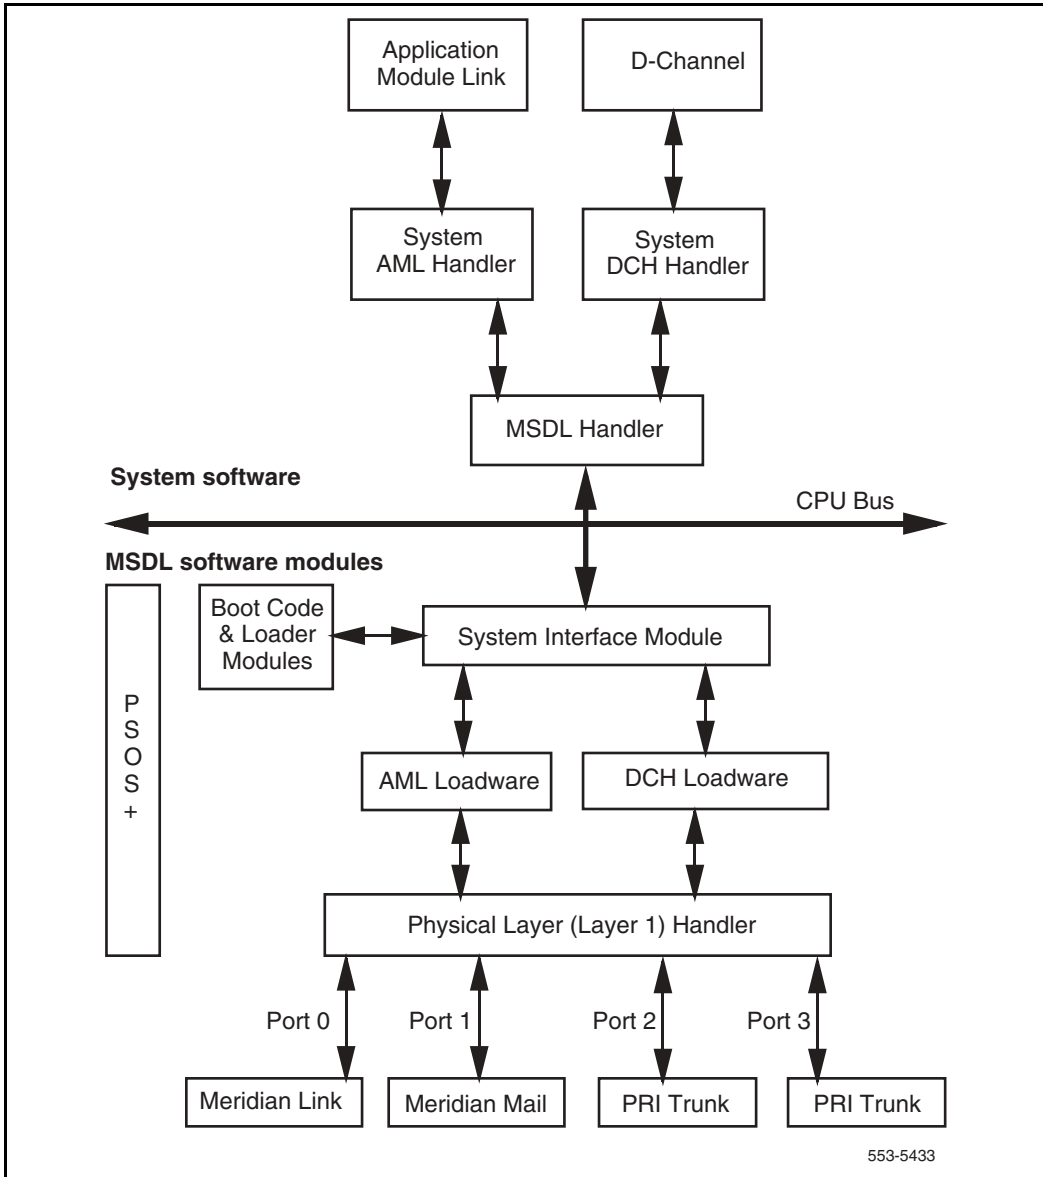 Application
Module Link
D-Channel
System
AML Handler
System
DCH Handler
MSDL Handler
System software
CPU Bus
MSDL software modules
Boot Code
& Loader
Modules
System Interface Module
P
S
O
S
+
AML Loadware
DCH Loadware
Physical Layer (Layer 1) Handler
Port 0
Port 1
Port 2
Port 3
Meridian Link
Meridian Mail
PRI Trunk
PRI Trunk
553-5433